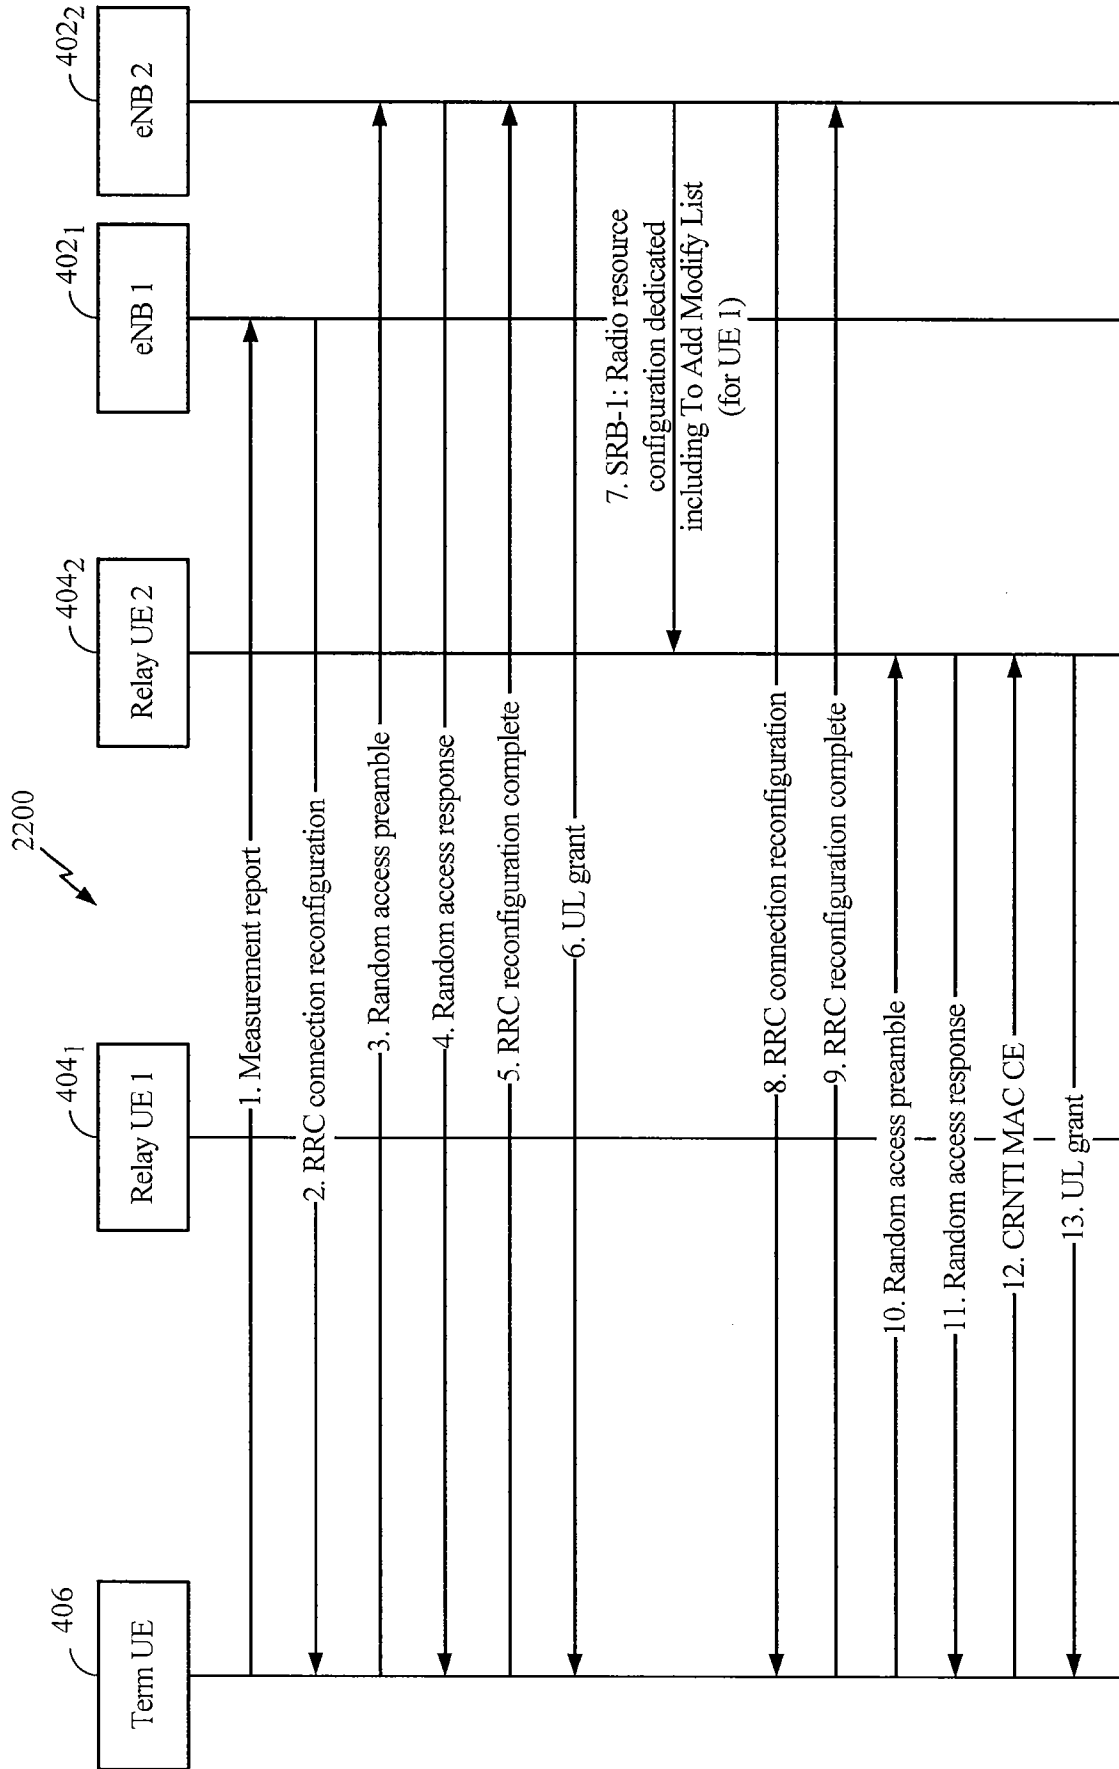 2200
406
404₁
404₂
402₁
402₂
Term UE
Relay UE 1
Relay UE 2
eNB 1
eNB 2
1. Measurement report
2. RRC connection reconfiguration
3. Random access preamble
4. Random access response
5. RRC reconfiguration complete
6. UL grant
7. SRB-1: Radio resource
configuration dedicated
including To Add Modify List
(for UE 1)
8. RRC connection reconfiguration
9. RRC reconfiguration complete
10. Random access preamble
11. Random access response
12. CRNTI MAC CE
13. UL grant